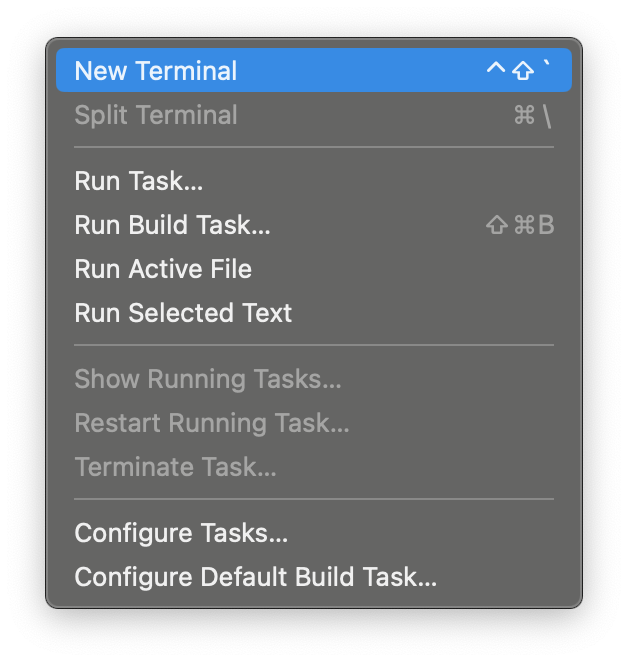 New Terminal ⌃⇧`
Split Terminal ⌘\
Run Task...
Run Build Task... ⇧⌘B
Run Active File
Run Selected Text
Show Running Tasks...
Restart Running Task...
Terminate Task...
Configure Tasks...
Configure Default Build Task...